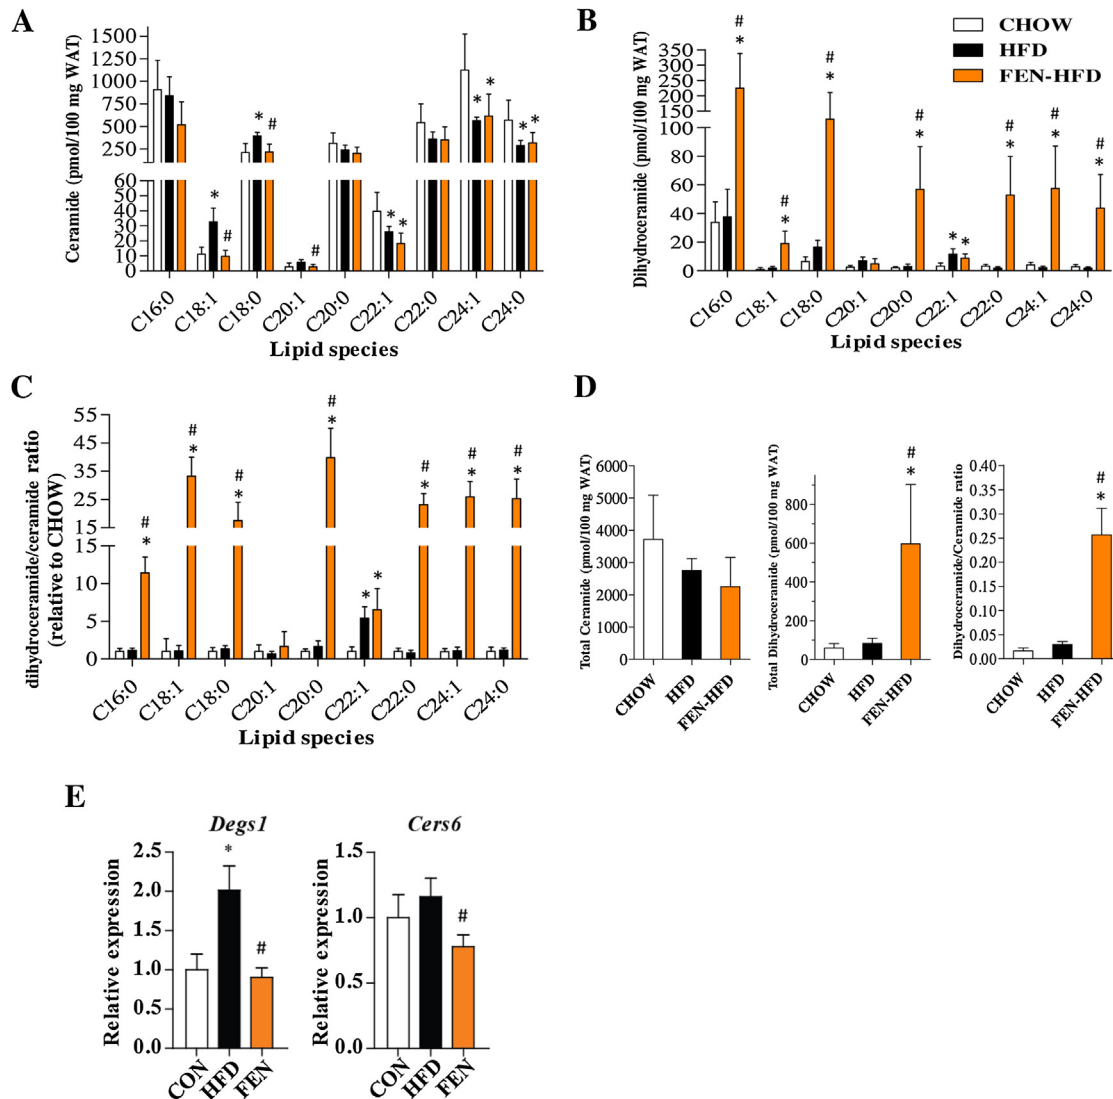 A
Ceramide (pmol/100 mg WAT)
1500
1250
1000
750
500
250
60
50
40
30
20
10
0
* # # * * * * * * *
#
C16:0 C18:1 C18:0 C20:1 C20:0 C22:1 C22:0 C24:1 C24:0
Lipid species
B
CHOW
HFD
FEN-HFD
Dihydroceramide (pmol/100 mg WAT)
350
300
250
200
150
100
80
60
40
20
0
# # # # # # #
* * * * * * * * *
C16:0 C18:1 C18:0 C20:1 C20:0 C22:1 C22:0 C24:1 C24:0
Lipid species
C
dihydroceramide/ceramide ratio
(relative to CHOW)
55
45
35
25
15
15
10
5
0
# # # # # # #
* * * * * * * * *
C16:0 C18:1 C18:0 C20:1 C20:0 C22:1 C22:0 C24:1 C24:0
Lipid species
D
Total Ceramide (pmol/100 mg WAT)
6000
5000
4000
3000
2000
1000
0
CHOW HFD FEN-HFD
Total Dihydroceramide (pmol/100 mg WAT)
800
600
400
200
0
#
*
CHOW HFD FEN-HFD
Dihydroceramide/Ceramide ratio
0.40
0.35
0.30
0.25
0.20
0.15
0.10
0.05
0.00
#
*
CHOW HFD FEN-HFD
E
Degs1
Relative expression
2.5
2.0
1.5
1.0
0.5
0.0
*
#
CON HFD FEN
Cers6
Relative expression
1.5
1.0
0.5
0.0
#
CON HFD FEN